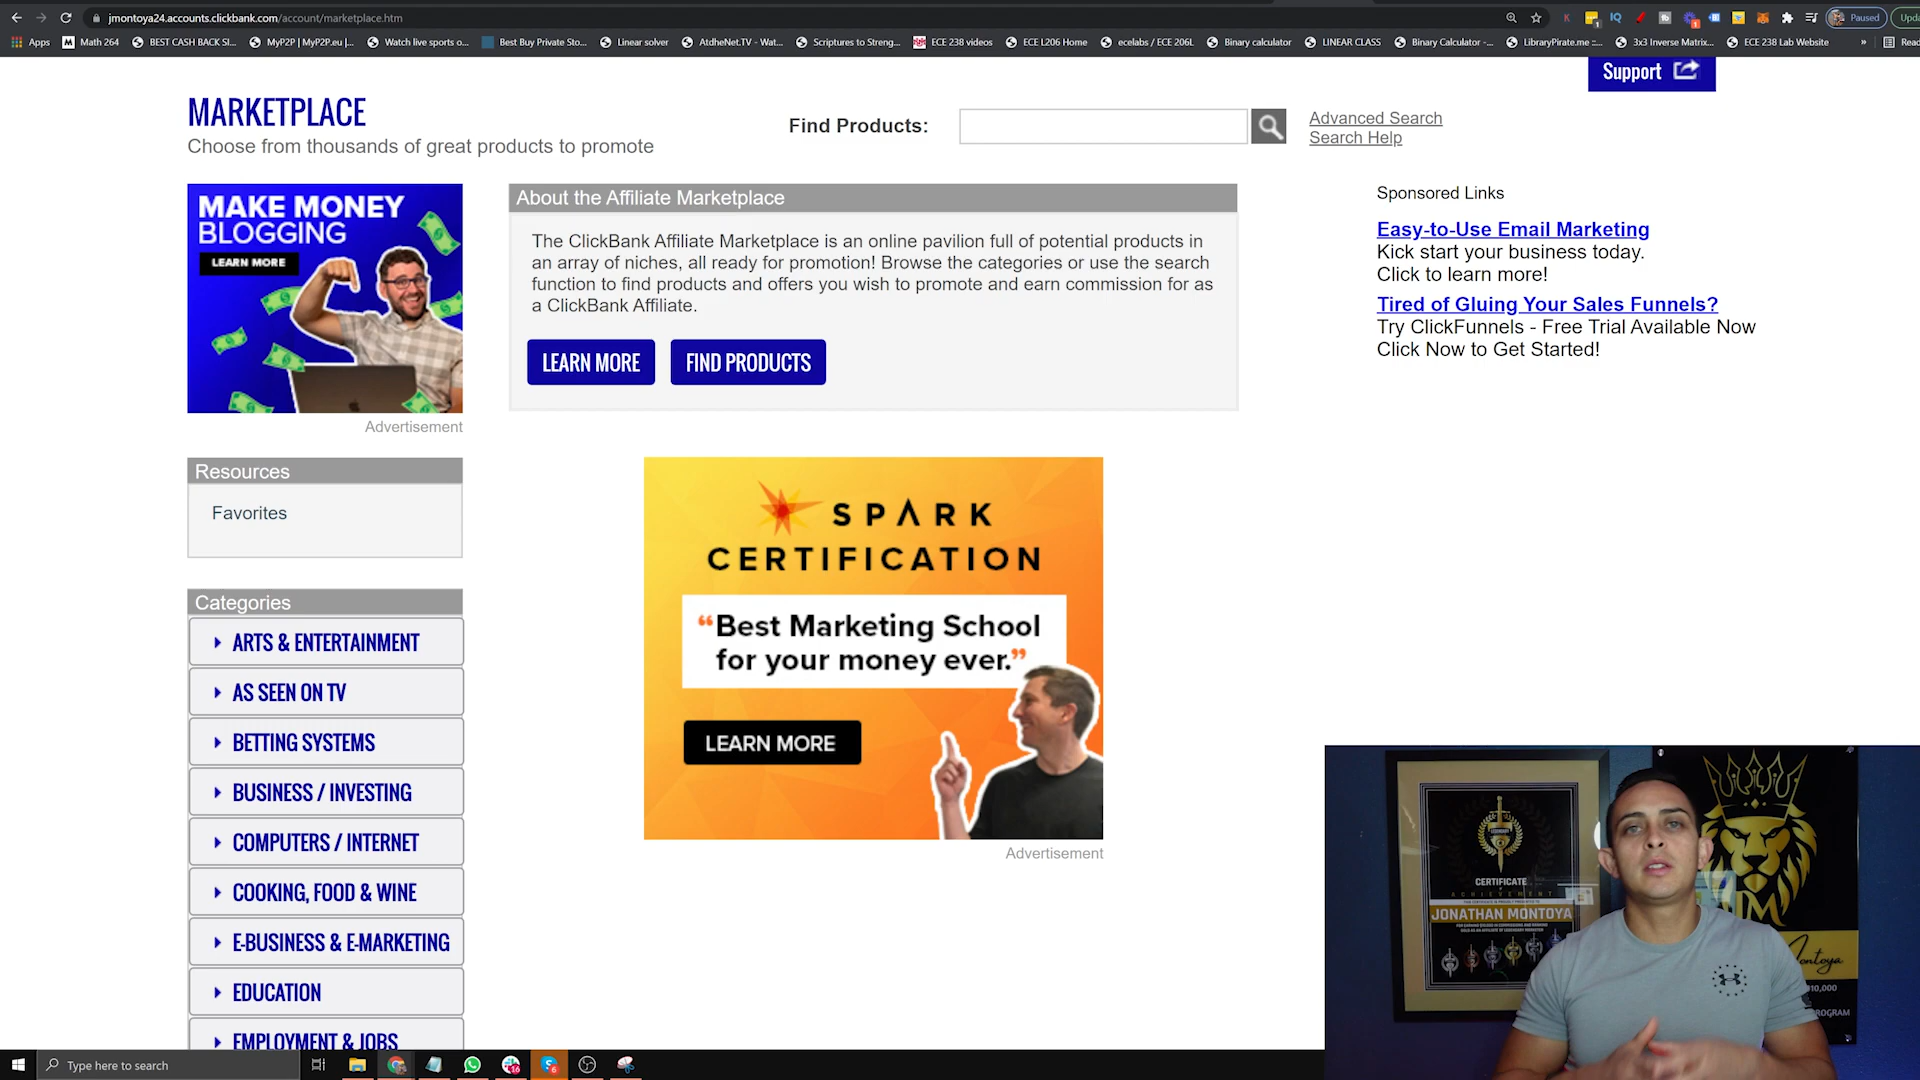 jmontoya24.accounts.clickbank.com/account/marketplace.htm
Paused
Apps
Math 264
BEST CASH BACK SI...
MyP2P | MyP2P.eu |...
Watch live sports o...
Best Buy Private Sto...
Linear solver
AtdheNet.TV - Wat...
Scriptures to Streng...
ECE 238 videos
ECE L206 Home
ecelabs / ECE 206L
Binary calculator
LINEAR CLASS
Binary Calculator -...
LibraryPirate.me ::...
3x3 Inverse Matrix...
ECE 238 Lab Website
»
Support
MARKETPLACE
Choose from thousands of great products to promote
Find Products:
Advanced Search
Search Help
MAKE MONEY
BLOGGING
LEARN MORE
Advertisement
About the Affiliate Marketplace
The ClickBank Affiliate Marketplace is an online pavilion full of potential products in
an array of niches, all ready for promotion! Browse the categories or use the search
function to find products and offers you wish to promote and earn commission for as
a ClickBank Affiliate.
LEARN MORE
FIND PRODUCTS
Sponsored Links
Easy-to-Use Email Marketing
Kick start your business today.
Click to learn more!
Tired of Gluing Your Sales Funnels?
Try ClickFunnels - Free Trial Available Now
Click Now to Get Started!
Resources
Favorites
Categories
ARTS & ENTERTAINMENT
AS SEEN ON TV
BETTING SYSTEMS
BUSINESS / INVESTING
COMPUTERS / INTERNET
COOKING, FOOD & WINE
E-BUSINESS & E-MARKETING
EDUCATION
EMPLOYMENT & JOBS
SPARK
CERTIFICATION
“Best Marketing School
for your money ever.”
LEARN MORE
Advertisement
CERTIFICATE
ACHIEVEMENT
JONATHAN MONTOYA
JM
Montoya
10,000
PROGRAM
Type here to search